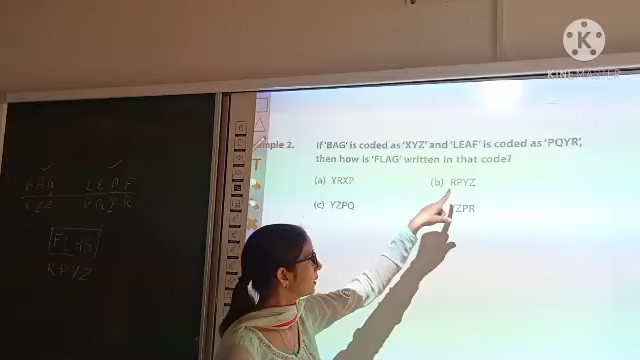 K
KINEMASTER
mple 2. If 'BAG' is coded as 'XYZ' and 'LEAF' is coded as 'PQYR',
then how is 'FLAG' written in that code?
(a) YRXP (b) RPYZ
(c) YZPQ YZPR
BAG LEAF
XYZ PQYR
FLAG
RPYZ